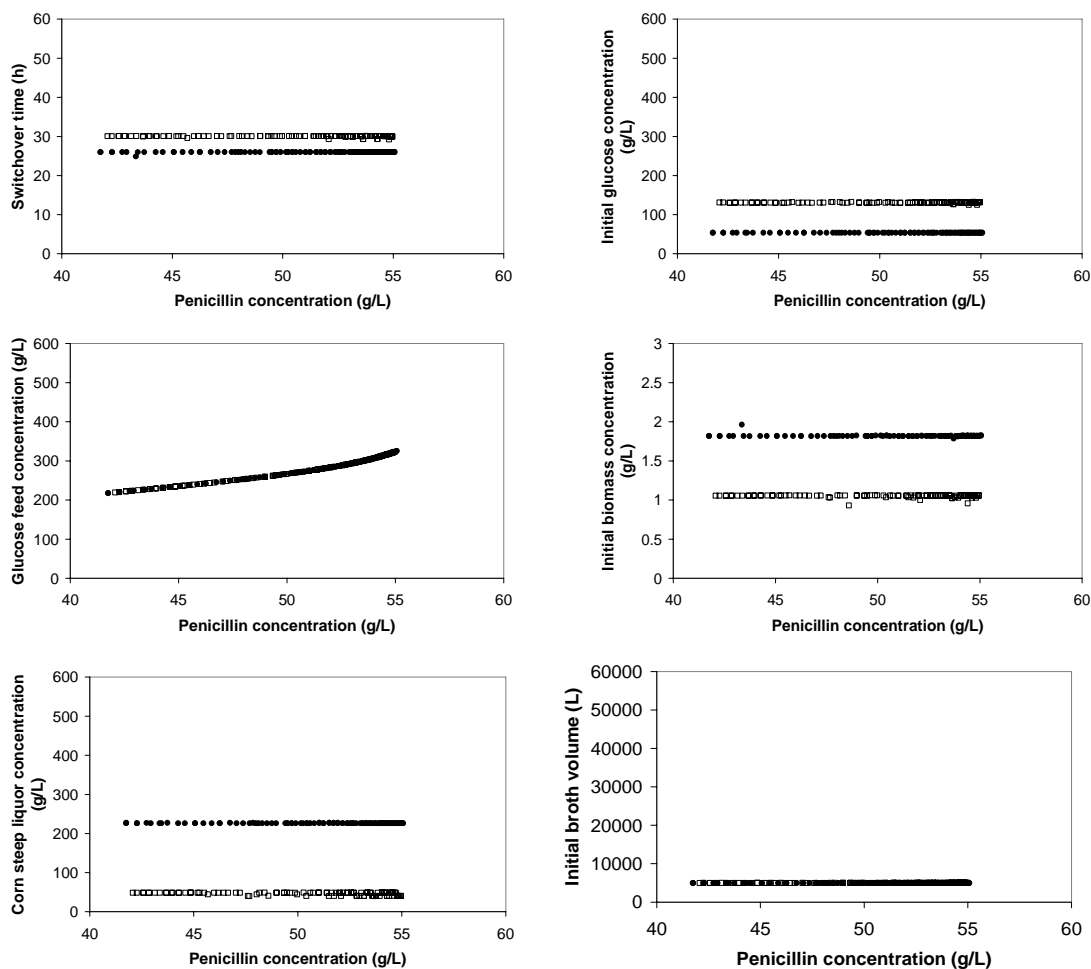 Switchover time (h)
60
50
40
30
20
10
0
40 45 50 55 60
Penicillin concentration (g/L)
Initial glucose concentration
(g/L)
600
500
400
300
200
100
0
40 45 50 55 60
Penicillin concentration (g/L)
Glucose feed concentration (g/L)
600
500
400
300
200
100
0
40 45 50 55 60
Penicillin concentration (g/L)
Initial biomass concentration
(g/L)
3
2.5
2
1.5
1
0.5
0
40 45 50 55 60
Penicillin concentration (g/L)
Corn steep liquor concentration
(g/L)
600
500
400
300
200
100
0
40 45 50 55 60
Penicillin concentration (g/L)
Initial broth volume (L)
60000
50000
40000
30000
20000
10000
0
40 45 50 55 60
Penicillin concentration (g/L)